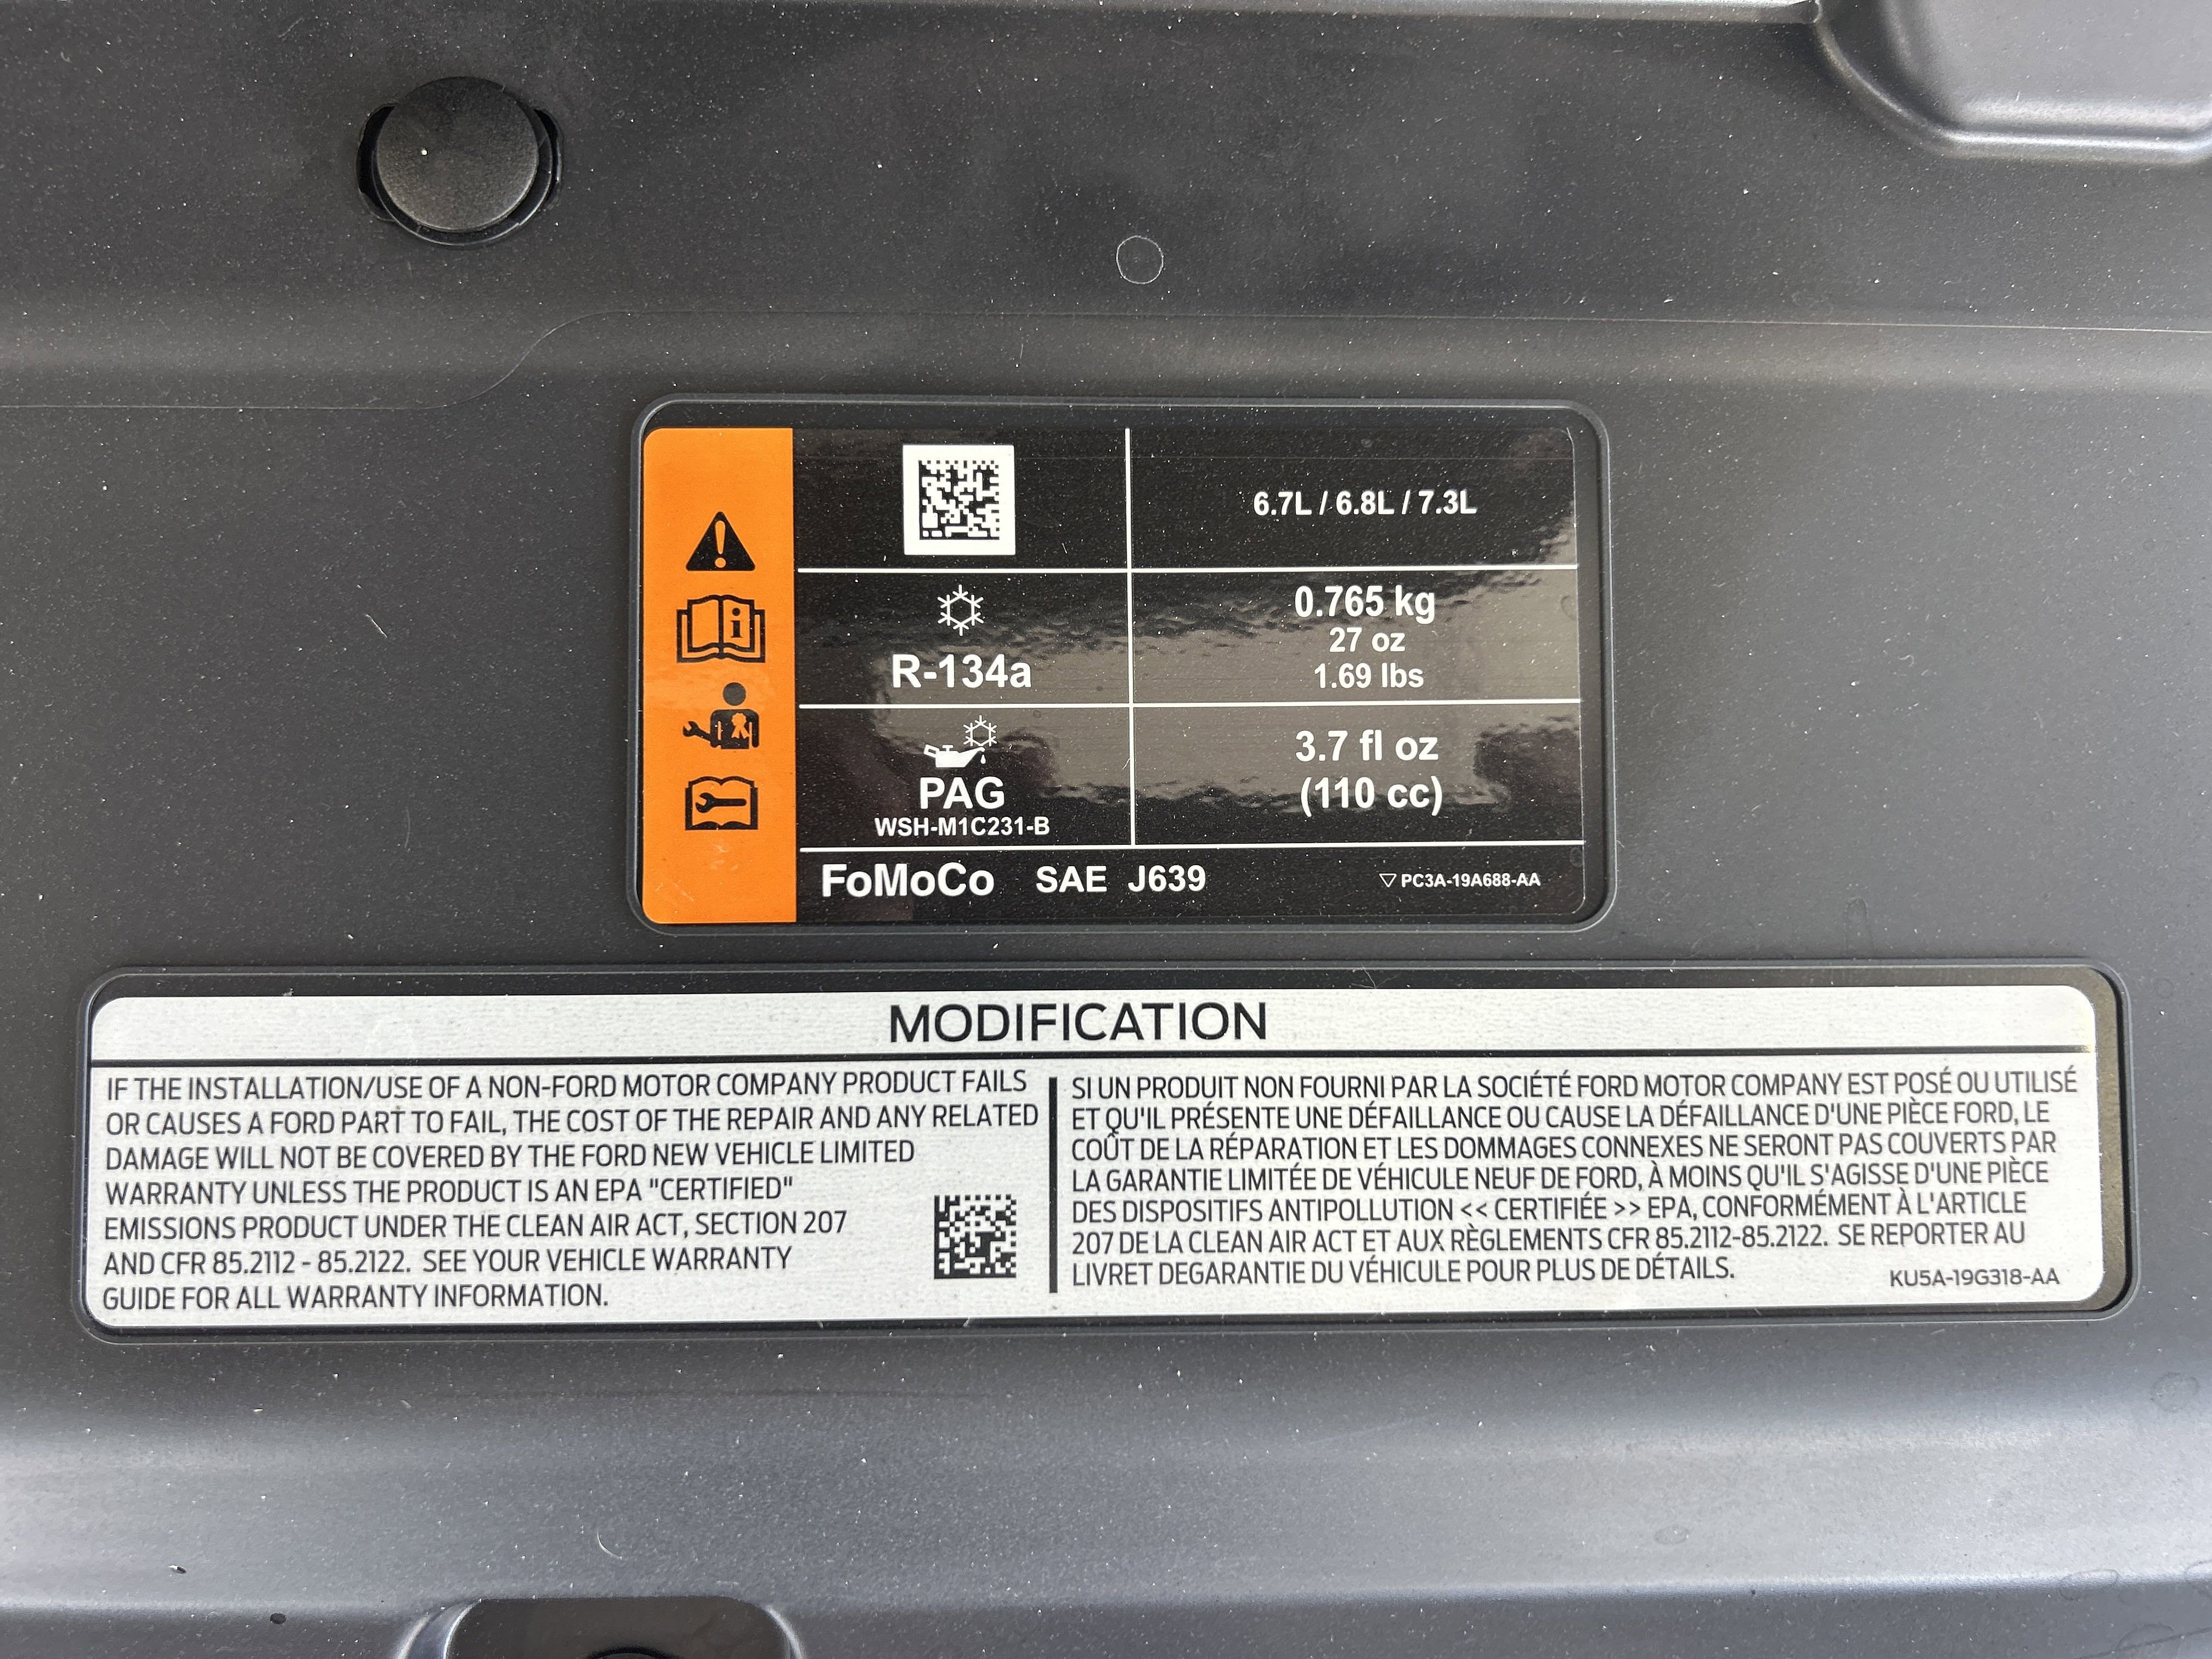 6.7L / 6.8L / 7.3L
R-134a
0.765 kg
27 oz
1.69 lbs
PAG
WSH-M1C231-B
3.7 fl oz
(110 cc)
FoMoCo SAE J639 PC3A-19A688-AA
MODIFICATION
IF THE INSTALLATION/USE OF A NON-FORD MOTOR COMPANY PRODUCT FAILS
OR CAUSES A FORD PART TO FAIL, THE COST OF THE REPAIR AND ANY RELATED
DAMAGE WILL NOT BE COVERED BY THE FORD NEW VEHICLE LIMITED
WARRANTY UNLESS THE PRODUCT IS AN EPA "CERTIFIED"
EMISSIONS PRODUCT UNDER THE CLEAN AIR ACT, SECTION 207
AND CFR 85.2112 - 85.2122. SEE YOUR VEHICLE WARRANTY
GUIDE FOR ALL WARRANTY INFORMATION.
SI UN PRODUIT NON FOURNI PAR LA SOCIÉTÉ FORD MOTOR COMPANY EST POSÉ OU UTILISÉ
ET QU'IL PRÉSENTE UNE DÉFAILLANCE OU CAUSE LA DÉFAILLANCE D'UNE PIÈCE FORD, LE
COÛT DE LA RÉPARATION ET LES DOMMAGES CONNEXES NE SERONT PAS COUVERTS PAR
LA GARANTIE LIMITÉE DE VÉHICULE NEUF DE FORD, À MOINS QU'IL S'AGISSE D'UNE PIÈCE
DES DISPOSITIFS ANTIPOLLUTION << CERTIFIÉE >> EPA, CONFORMÉMENT À L'ARTICLE
207 DE LA CLEAN AIR ACT ET AUX RÈGLEMENTS CFR 85.2112-85.2122. SE REPORTER AU
LIVRET DEGARANTIE DU VÉHICULE POUR PLUS DE DÉTAILS.
KU5A-19G318-AA